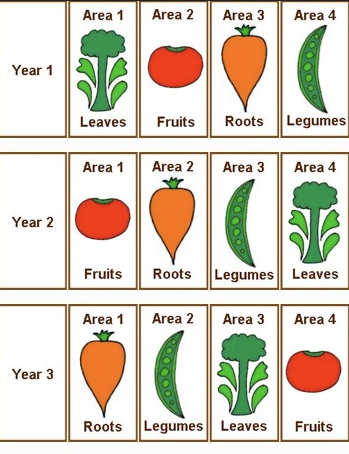 Area 1 Area 2 Area 3 Area 4
Year 1
Leaves Fruits Roots Legumes
Area 1 Area 2 Area 3 Area 4
Year 2
Fruits Roots Legumes Leaves
Area 1 Area 2 Area 3 Area 4
Year 3
Roots Legumes Leaves Fruits